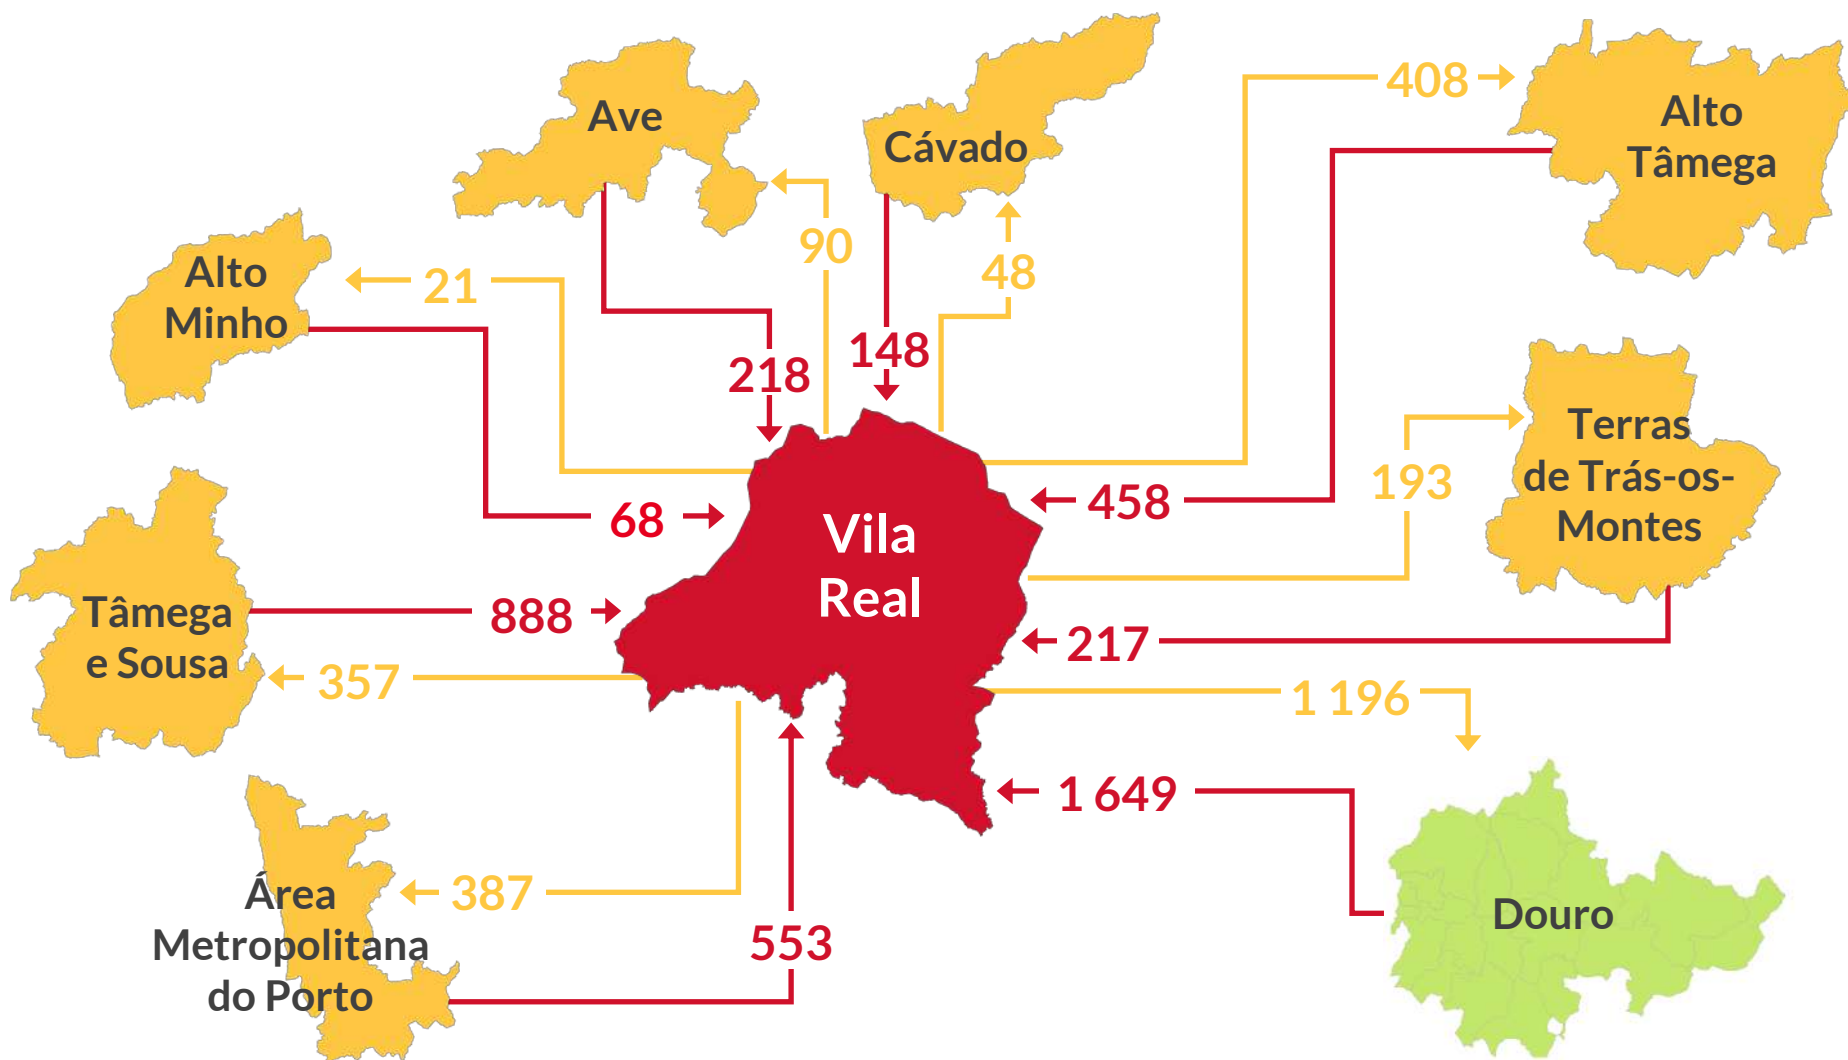 Ave
Cávado
Alto
Tâmega
408
90
48
Alto
Minho
21
218
148
Terras
de Trás-os-
Montes
193
458
68
Vila
Real
Tâmega
e Sousa
888
357
217
1 196
1 649
Área
Metropolitana
do Porto
387
553
Douro